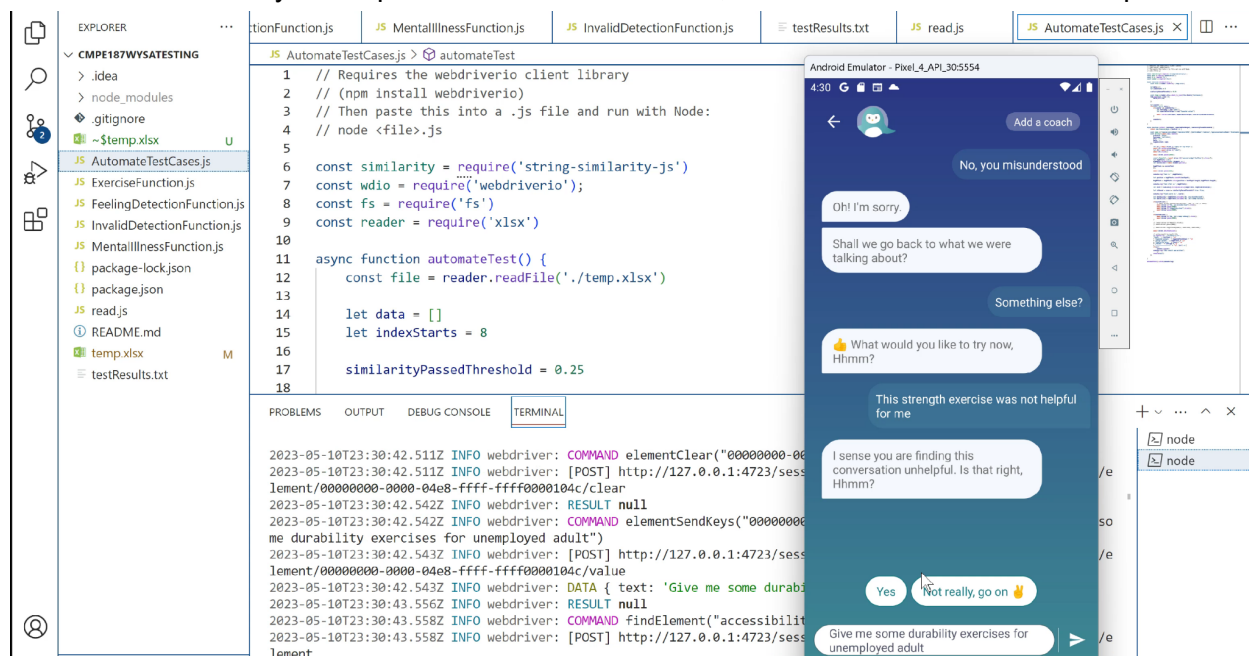 EXPLORER
ctionFunction.js
MentalIllnessFunction.js
InvalidDetectionFunction.js
testResults.txt
read.js
AutomateTestCases.js
CMPE187WYSATESTING
AutomateTestCases.js > automateTest
.idea
node_modules
.gitignore
~$temp.xlsx U
AutomateTestCases.js
ExerciseFunction.js
FeelingDetectionFunction.js
InvalidDetectionFunction.js
MentalIllnessFunction.js
package-lock.json
package.json
read.js
README.md
temp.xlsx M
testResults.txt
2
1 // Requires the webdriverio client library
2 // (npm install webdriverio)
3 // Then paste this into a .js file and run with Node:
4 // node <file>.js
5
6 const similarity = require('string-similarity-js')
7 const wdio = require('webdriverio');
8 const fs = require('fs')
9 const reader = require('xlsx')
10
11 async function automateTest() {
12 const file = reader.readFile('./temp.xlsx')
13
14 let data = []
15 let indexStarts = 8
16
17 similarityPassedThreshold = 0.25
18
PROBLEMS OUTPUT DEBUG CONSOLE TERMINAL
node
node
2023-05-10T23:30:42.511Z INFO webdriver: COMMAND elementClear("00000000-00
2023-05-10T23:30:42.511Z INFO webdriver: [POST] http://127.0.0.1:4723/sess /e
lement/00000000-0000-04e8-ffff-ffff0000104c/clear
2023-05-10T23:30:42.542Z INFO webdriver: RESULT null
2023-05-10T23:30:42.542Z INFO webdriver: COMMAND elementSendKeys("00000000 so
me durability exercises for unemployed adult")
2023-05-10T23:30:42.543Z INFO webdriver: [POST] http://127.0.0.1:4723/sess /e
lement/00000000-0000-04e8-ffff-ffff0000104c/value
2023-05-10T23:30:42.543Z INFO webdriver: DATA { text: 'Give me some durabi
2023-05-10T23:30:43.556Z INFO webdriver: RESULT null
2023-05-10T23:30:43.558Z INFO webdriver: COMMAND findElement("accessibilit
2023-05-10T23:30:43.558Z INFO webdriver: [POST] http://127.0.0.1:4723/sess /e
lement
Android Emulator - Pixel_4_API_30:5554
4:30 G
Add a coach
No, you misunderstood
Oh! I'm sorry.
Shall we go back to what we were
talking about?
Something else?
👍 What would you like to try now,
Hhmm?
This strength exercise was not helpful
for me
I sense you are finding this
conversation unhelpful. Is that right,
Hhmm?
Yes
Not really, go on ✌
Give me some durability exercises for
unemployed adult